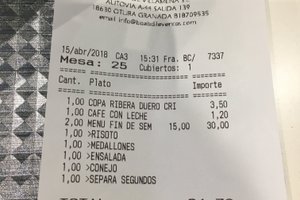 AUTOVIA A-44 SALIDA 139
18630 OTURA GRANADA
15/abr/2018 CA3 15:31 Fra. BC/ 7337
Mesa: 25 Cubiertos: 1
Cant. Plato Importe
1,00 COPA RIBERA DUERO CRI 3,50
1,00 CAFE CON LECHE 1,20
2,00 MENU FIN DE SEM 15,00 30,00
1,00 >RISOTO
1,00 >MEDALLONES
1,00 >ENSALADA
1,00 >CONEJO
1,00 >SEPARA SEGUNDOS